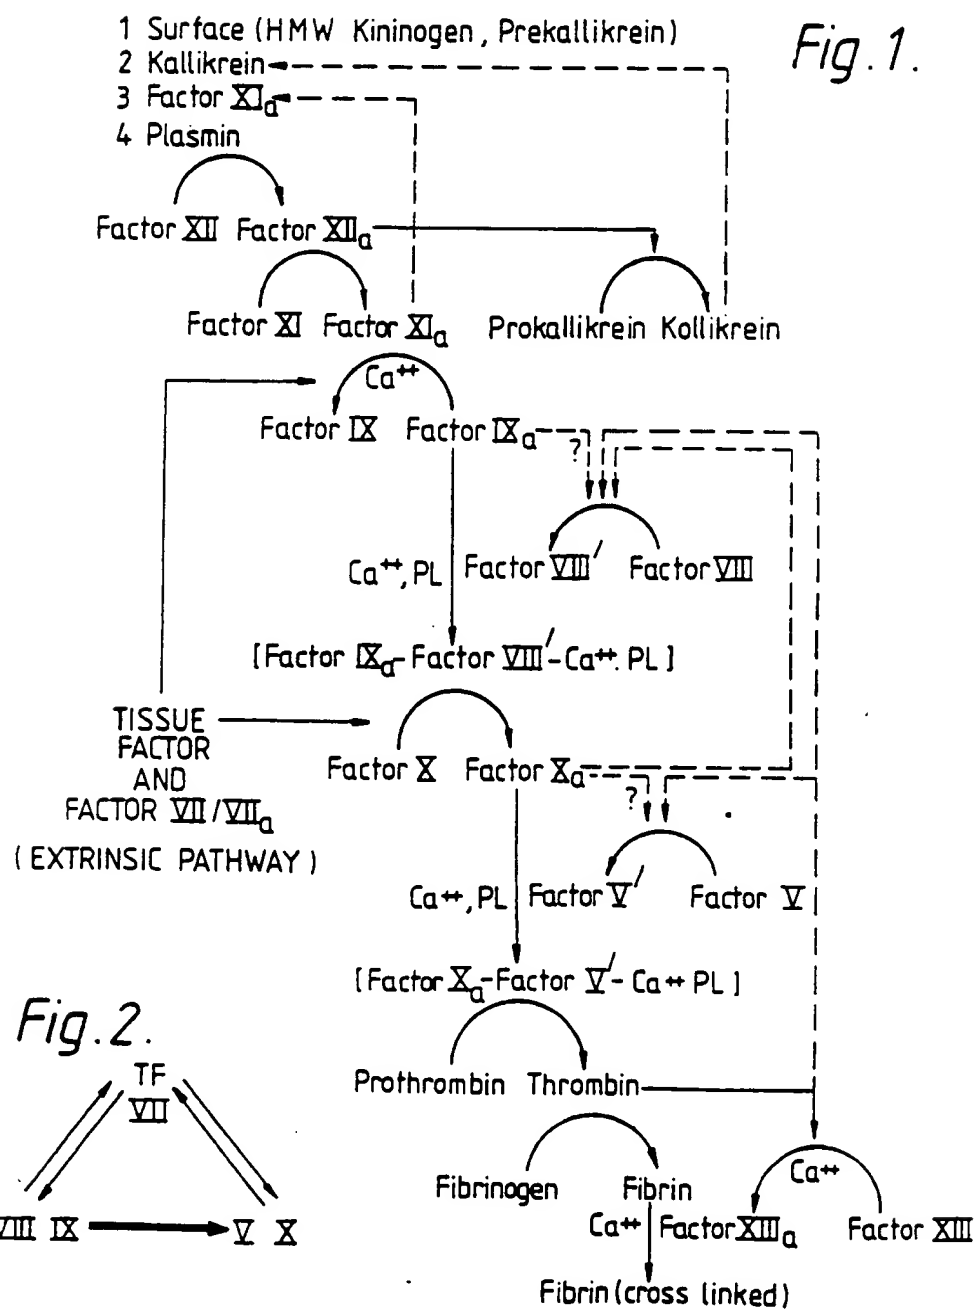 Fig. 1.
1 Surface (HMW Kininogen, Prekallikrein)
2 Kallikrein
3 Factor XIa
4 Plasmin
Factor XII Factor XIIa
Factor XI Factor XIa
Prokallikrein Kollikrein
Ca++
Factor IX Factor IXa
?
Factor VIII' Factor VIII
Ca++, PL
[Factor IXa-Factor VIII'-Ca++. PL]
TISSUE
FACTOR
AND
FACTOR VII/VIIa
(EXTRINSIC PATHWAY)
Factor X Factor Xa
?
Factor V' Factor V
Ca++, PL
[Factor Xa-Factor V'-Ca++ PL]
Prothrombin Thrombin
Fibrinogen Fibrin
Ca++
Factor XIIIa Factor XIII
Ca++
Fibrin (cross linked)
Fig. 2.
TF
VII
VIII IX V X